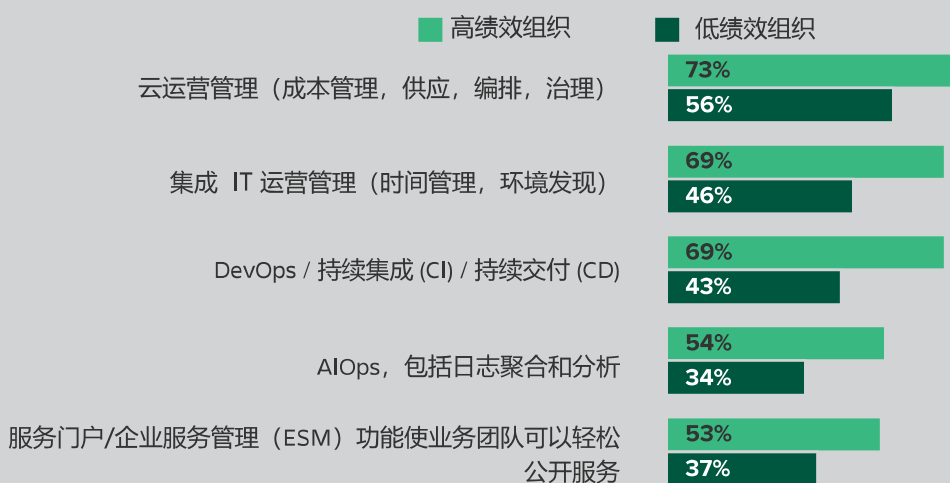 高绩效组织 低绩效组织
云运营管理（成本管理，供应，编排，治理） 73%
56%
集成 IT 运营管理（时间管理，环境发现） 69%
46%
DevOps / 持续集成 (CI) / 持续交付 (CD) 69%
43%
AIOps，包括日志聚合和分析 54%
34%
服务门户/企业服务管理（ESM）功能使业务团队可以轻松 53%
公开服务 37%